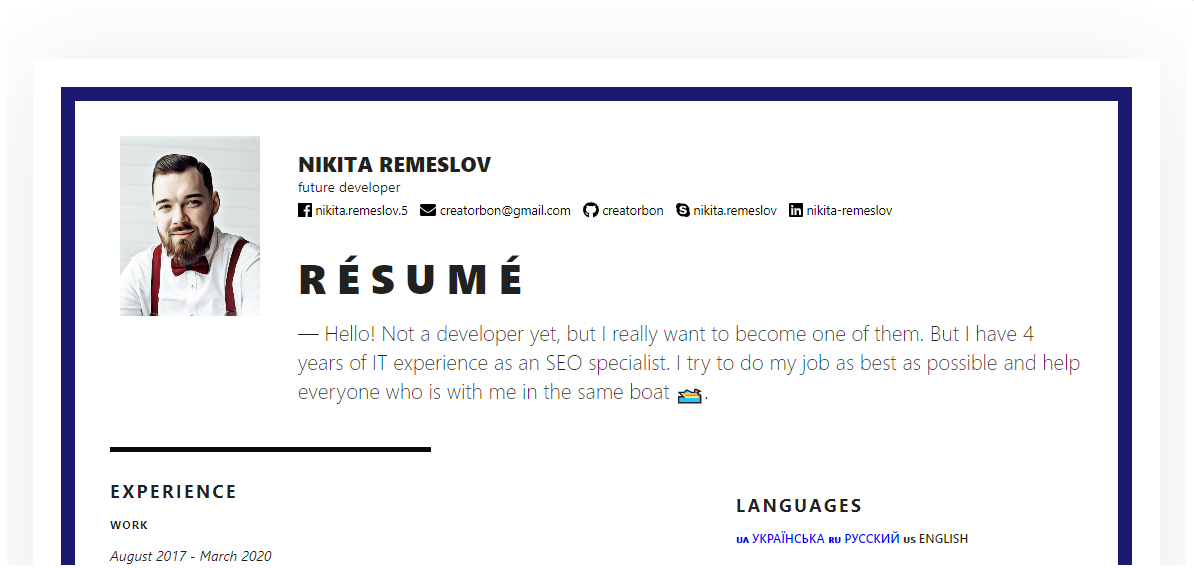 NIKITA REMESLOV
future developer
nikita.remeslov.5 creatorbon@gmail.com creatorbon nikita.remeslov nikita-remeslov
RÉSUMÉ
— Hello! Not a developer yet, but I really want to become one of them. But I have 4
years of IT experience as an SEO specialist. I try to do my job as best as possible and help
everyone who is with me in the same boat 🚤.
EXPERIENCE
WORK
August 2017 - March 2020
LANGUAGES
UA УКРАЇНСЬКА RU РУССКИЙ US ENGLISH